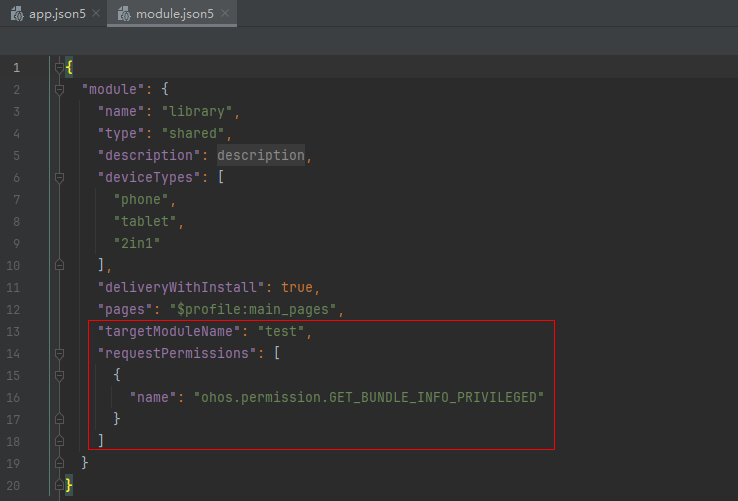 app.json5
module.json5
1 {
2 "module": {
3 "name": "library",
4 "type": "shared",
5 "description": description,
6 "deviceTypes": [
7 "phone",
8 "tablet",
9 "2in1"
10 ],
11 "deliveryWithInstall": true,
12 "pages": "$profile:main_pages",
13 "targetModuleName": "test",
14 "requestPermissions": [
15 {
16 "name": "ohos.permission.GET_BUNDLE_INFO_PRIVILEGED"
17 }
18 ]
19 }
20 }